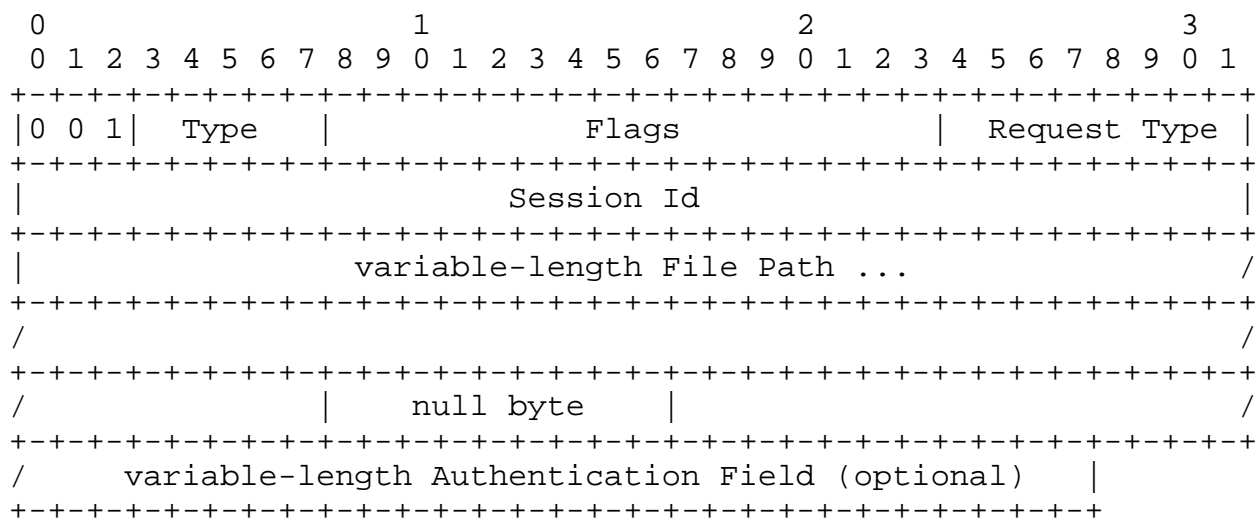 0                   1                   2                   3
 0 1 2 3 4 5 6 7 8 9 0 1 2 3 4 5 6 7 8 9 0 1 2 3 4 5 6 7 8 9 0 1
+-+-+-+-+-+-+-+-+-+-+-+-+-+-+-+-+-+-+-+-+-+-+-+-+-+-+-+-+-+-+-+-+
|0 0 1|  Type   |             Flags             |  Request Type |
+-+-+-+-+-+-+-+-+-+-+-+-+-+-+-+-+-+-+-+-+-+-+-+-+-+-+-+-+-+-+-+-+
|                         Session Id                            |
+-+-+-+-+-+-+-+-+-+-+-+-+-+-+-+-+-+-+-+-+-+-+-+-+-+-+-+-+-+-+-+-+
|                 variable-length File Path ...                 /
+-+-+-+-+-+-+-+-+-+-+-+-+-+-+-+-+-+-+-+-+-+-+-+-+-+-+-+-+-+-+-+-+
/                                                               /
+-+-+-+-+-+-+-+-+-+-+-+-+-+-+-+-+-+-+-+-+-+-+-+-+-+-+-+-+-+-+-+-+
/               |    null byte    |                             /
+-+-+-+-+-+-+-+-+-+-+-+-+-+-+-+-+-+-+-+-+-+-+-+-+-+-+-+-+-+-+-+-+
/     variable-length Authentication Field (optional)   |
+-+-+-+-+-+-+-+-+-+-+-+-+-+-+-+-+-+-+-+-+-+-+-+-+-+-+-+-+